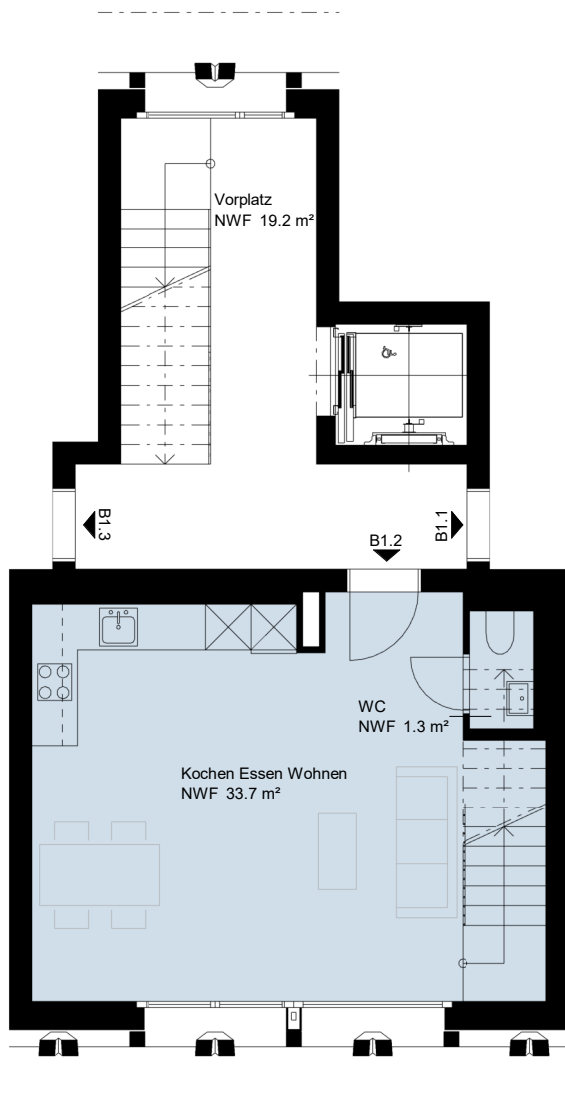 Vorplatz
NWF 19.2 m²
B1.3
B1.1
B1.2
WC
NWF 1.3 m²
Kochen Essen Wohnen
NWF 33.7 m²